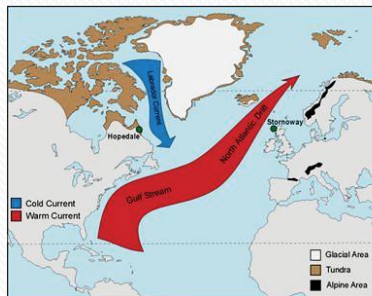 Labrador Current
Hopedale
Stornoway
North Atlantic Drift
Gulf Stream
Cold Current
Warm Current
Glacial Area
Tundra
Alpine Area